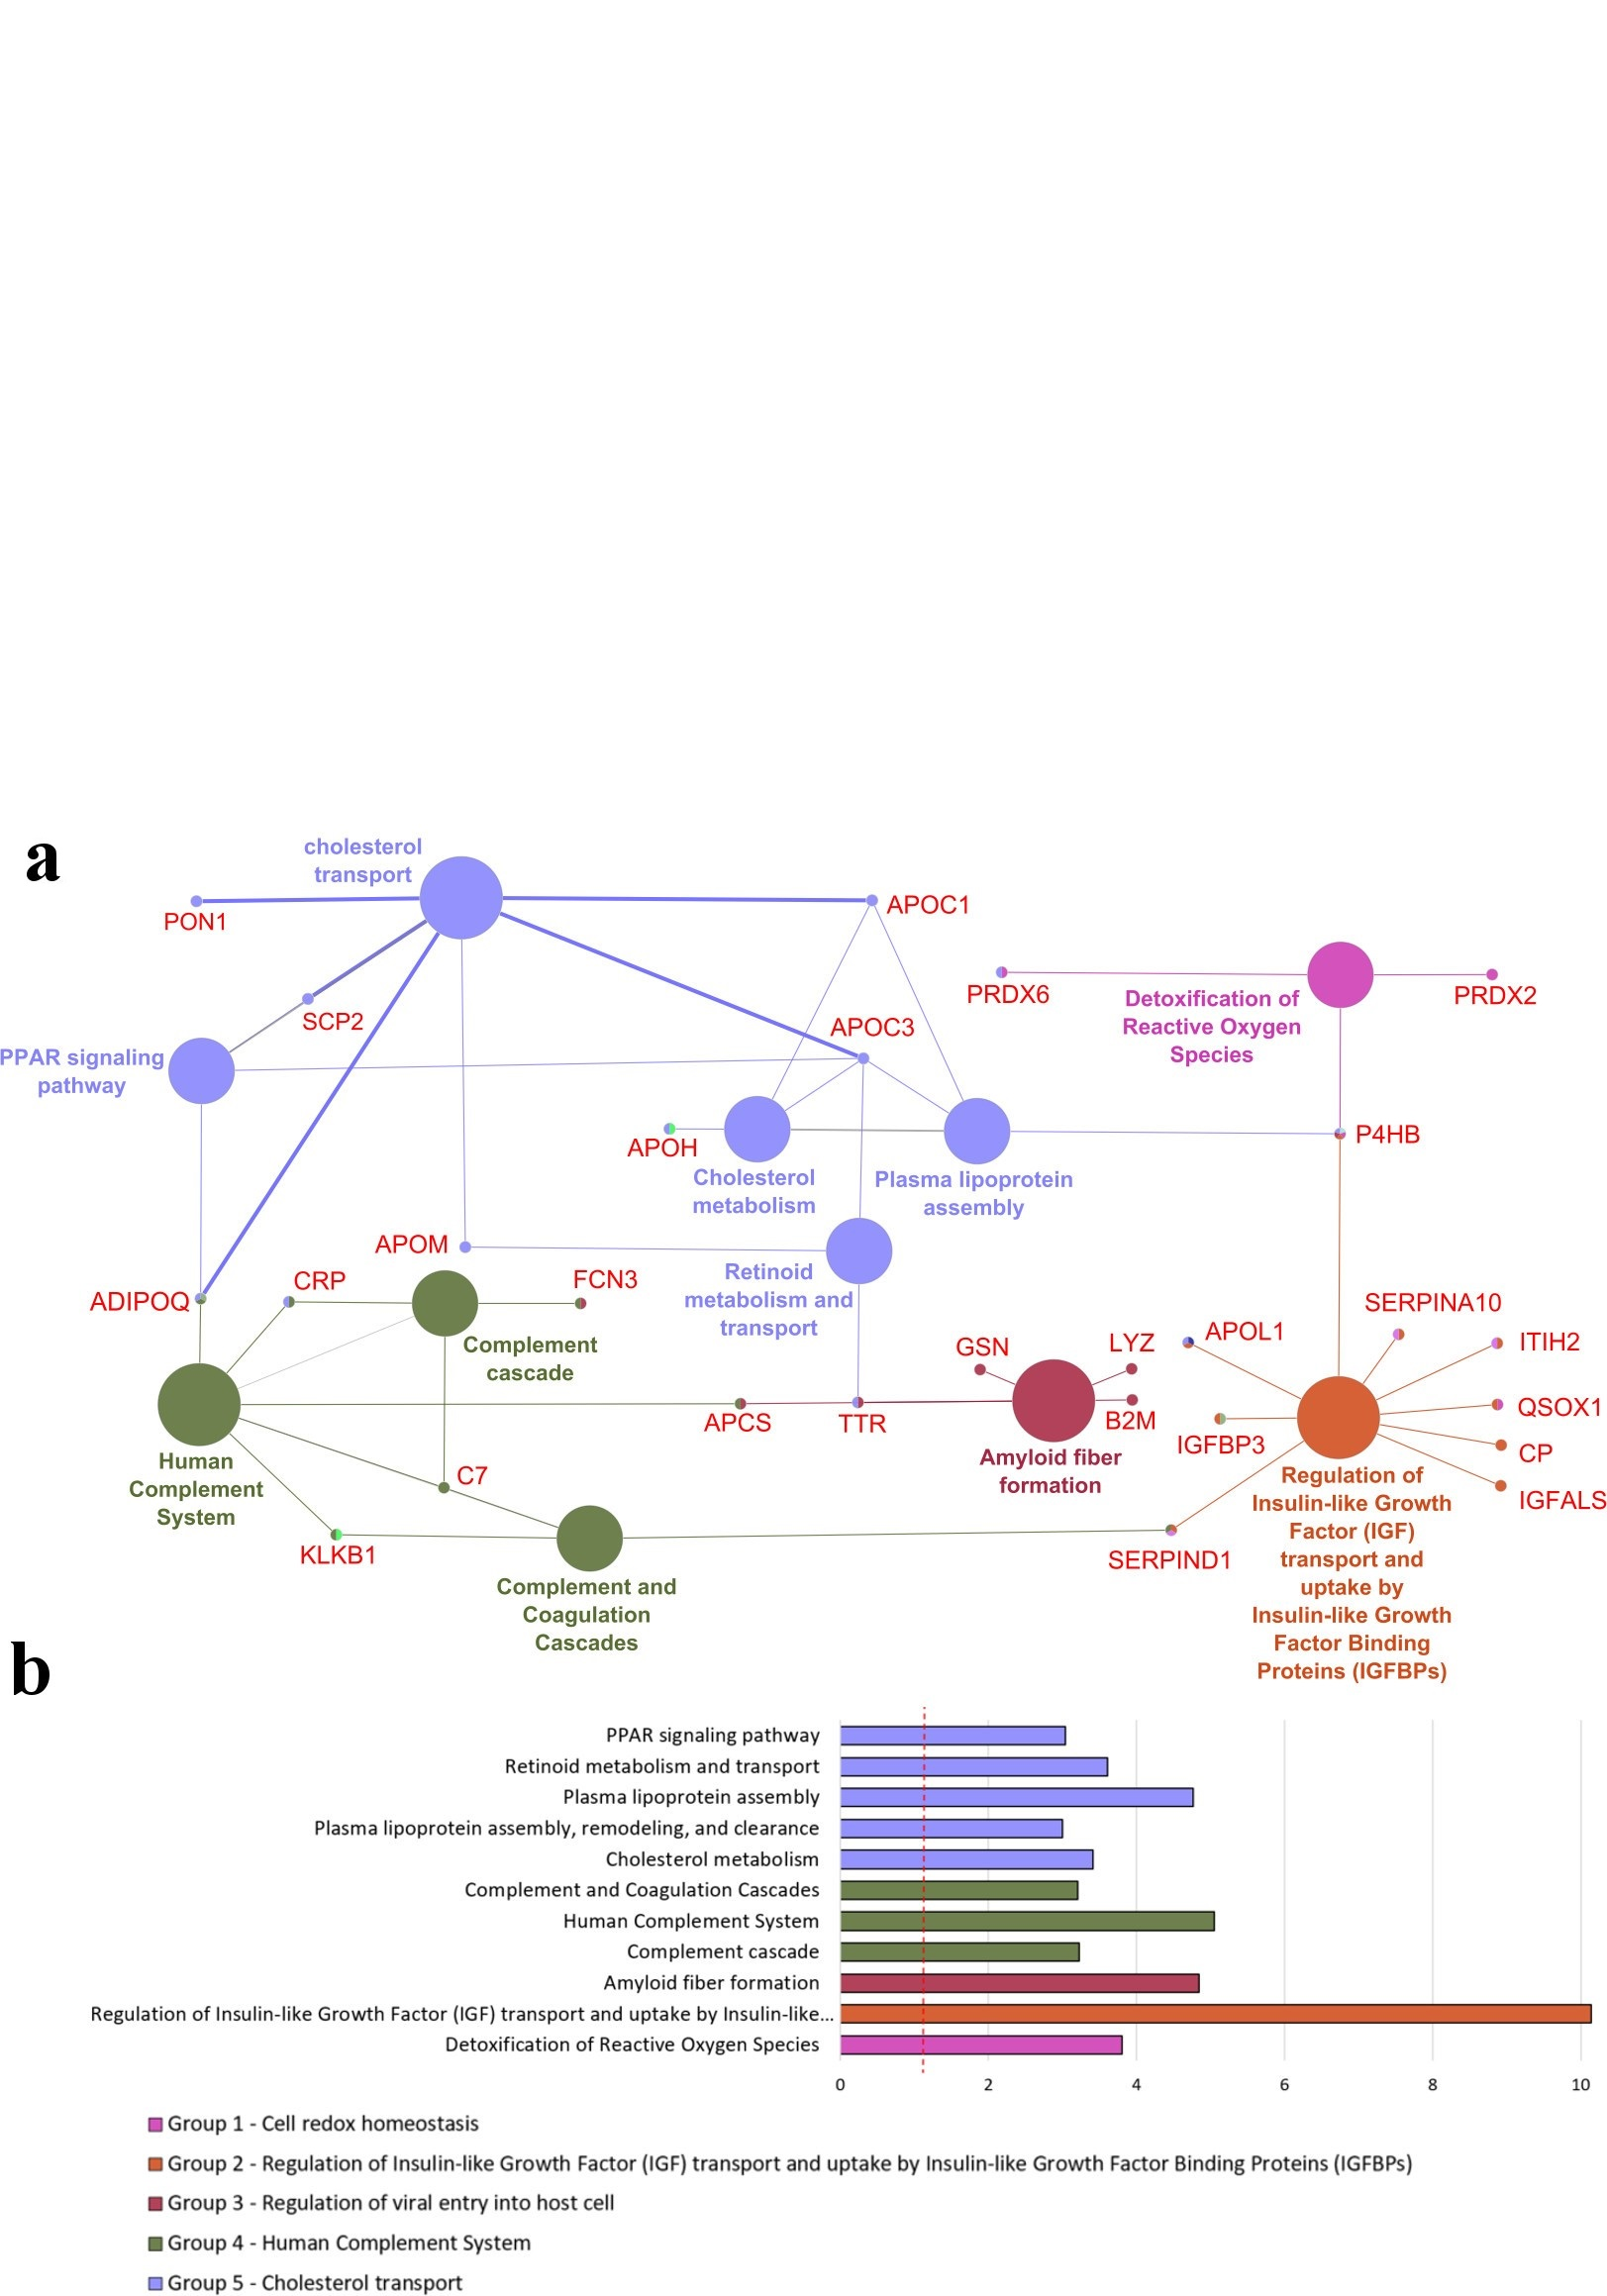 a
cholesterol
transport
PON1
APOC1
SCP2
PPAR signaling
pathway
APOC3
PRDX6
PRDX2
Detoxification of
Reactive Oxygen
Species
APOH
P4HB
Cholesterol
metabolism
Plasma lipoprotein
assembly
APOM
Retinoid
metabolism and
transport
ADIPOQ
CRP
FCN3
Complement
cascade
Human
Complement
System
APCS
TTR
GSN
LYZ
B2M
Amyloid fiber
formation
C7
KLKB1
Complement and
Coagulation
Cascades
SERPINA10
APOL1
ITIH2
QSOX1
IGFBP3
CP
IGFALS
SERPIND1
Regulation of
Insulin-like Growth
Factor (IGF)
transport and
uptake by
Insulin-like Growth
Factor Binding
Proteins (IGFBPs)
b
PPAR signaling pathway
Retinoid metabolism and transport
Plasma lipoprotein assembly
Plasma lipoprotein assembly, remodeling, and clearance
Cholesterol metabolism
Complement and Coagulation Cascades
Human Complement System
Complement cascade
Amyloid fiber formation
Regulation of Insulin-like Growth Factor (IGF) transport and uptake by Insulin-like...
Detoxification of Reactive Oxygen Species
0 2 4 6 8 10
Group 1 - Cell redox homeostasis
Group 2 - Regulation of Insulin-like Growth Factor (IGF) transport and uptake by Insulin-like Growth Factor Binding Proteins (IGFBPs)
Group 3 - Regulation of viral entry into host cell
Group 4 - Human Complement System
Group 5 - Cholesterol transport